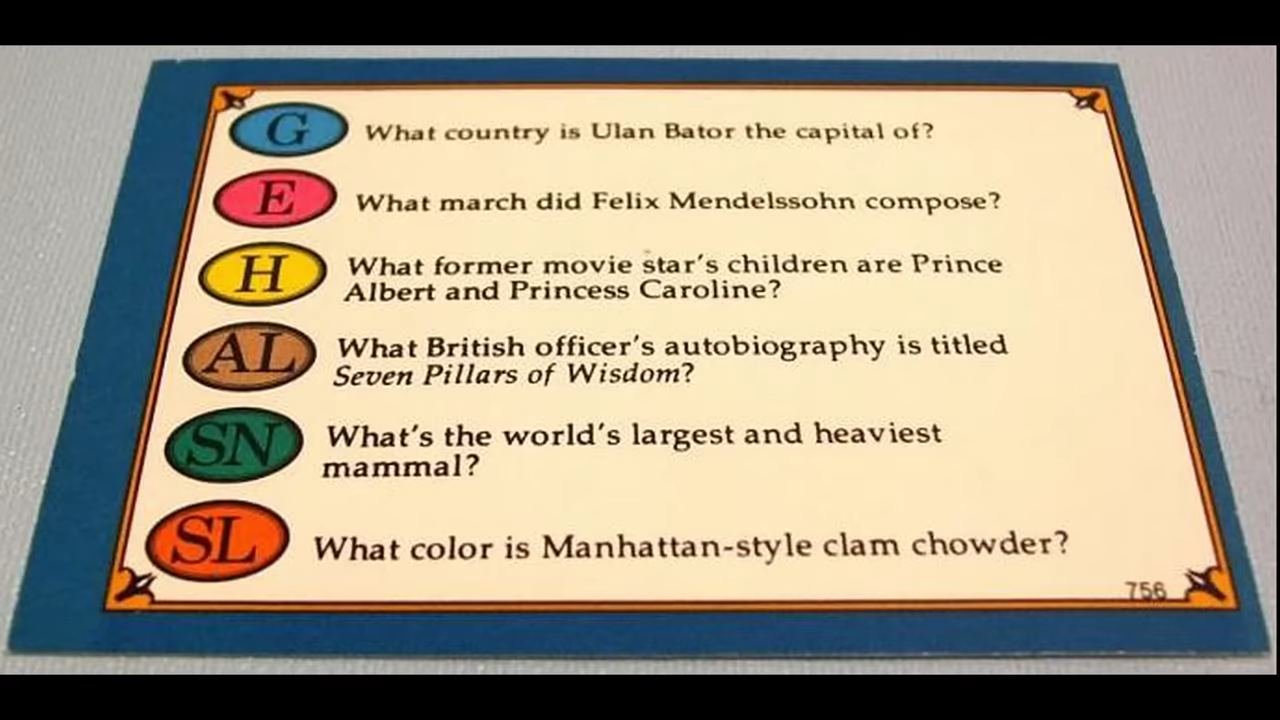 G What country is Ulan Bator the capital of?
E What march did Felix Mendelssohn compose?
H What former movie star's children are Prince
Albert and Princess Caroline?
AL What British officer's autobiography is titled
Seven Pillars of Wisdom?
SN What's the world's largest and heaviest
mammal?
SL What color is Manhattan-style clam chowder?
756